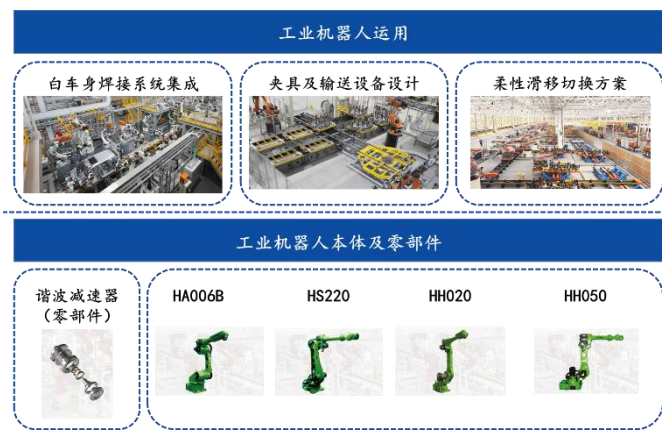 工业机器人运用
白车身焊接系统集成
夹具及输送设备设计
柔性滑移切换方案
工业机器人本体及零部件
谐波减速器
（零部件）
HA006B
HS220
HH020
HH050